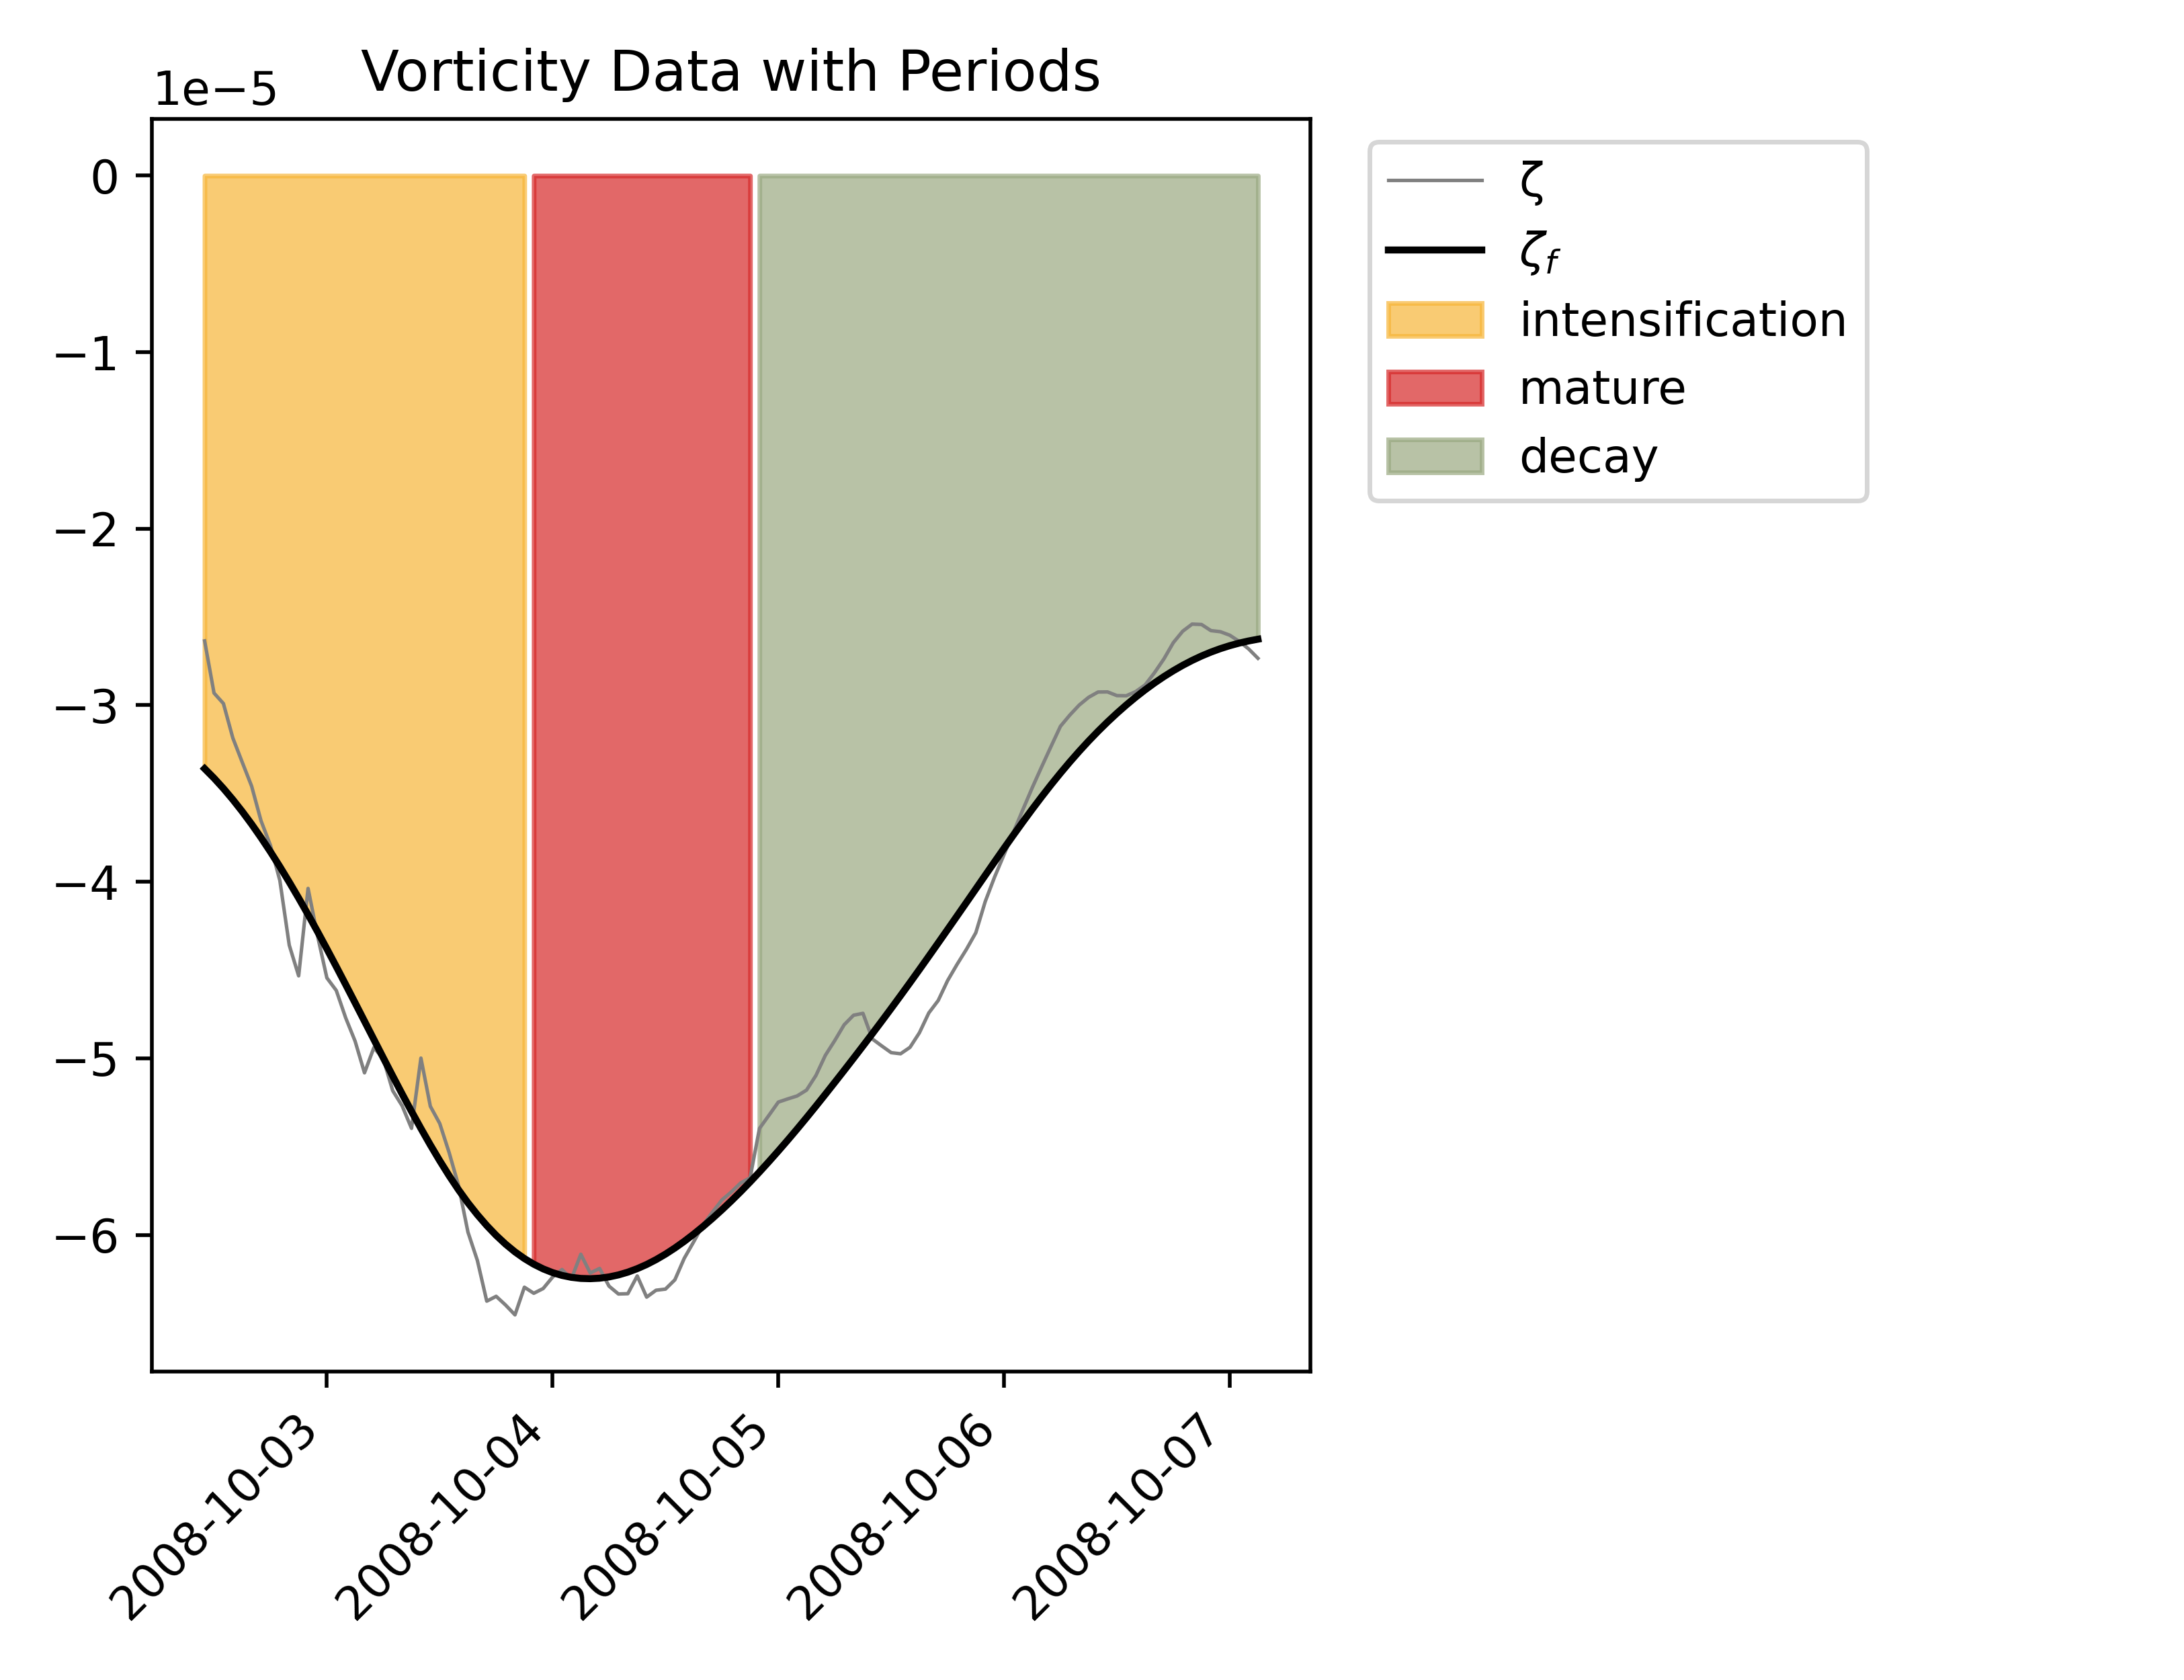 Vorticity Data with Periods
1e−5
0
−1
−2
−3
−4
−5
−6
2008-10-03
2008-10-04
2008-10-05
2008-10-06
2008-10-07
ζ
ζf
intensification
mature
decay